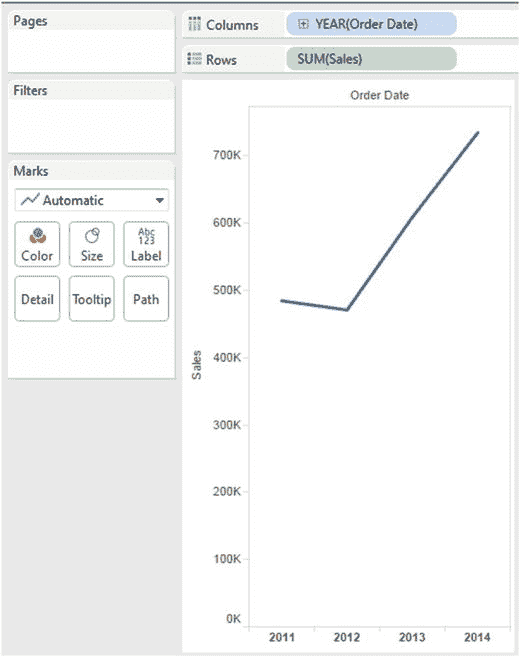 Pages
Columns
YEAR(Order Date)
Rows
SUM(Sales)
Filters
Marks
Automatic
Color
Size
Abc
123
Label
Detail
Tooltip
Path
Order Date
Sales
700K
600K
500K
400K
300K
200K
100K
0K
2011 2012 2013 2014